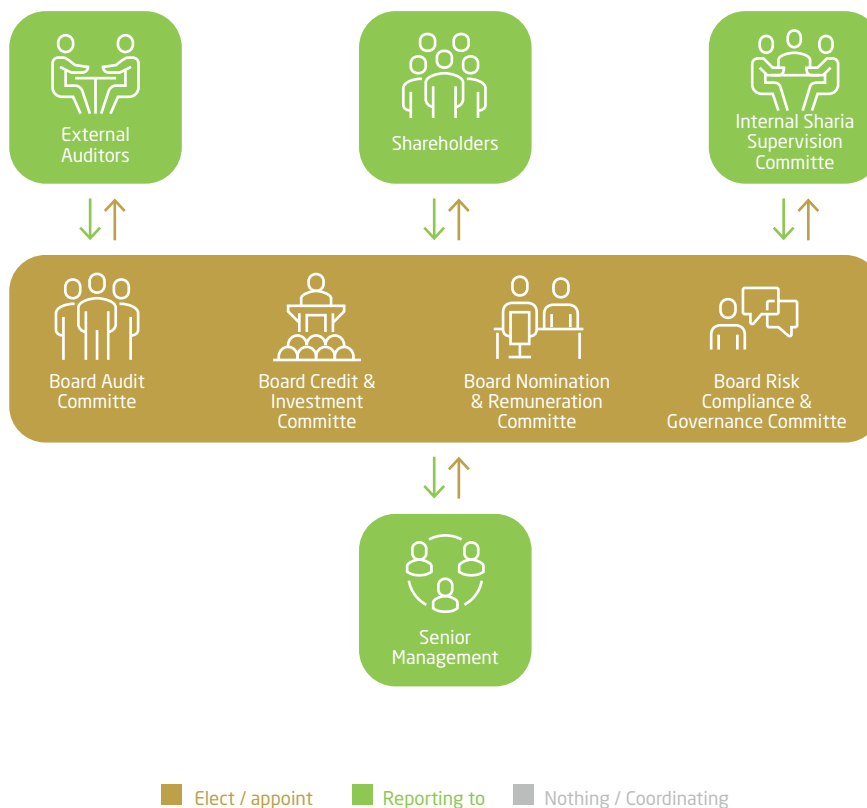 External
Auditors
Shareholders
Internal Sharia
Supervision
Committe
Board Audit
Committe
Board Credit &
Investment
Committe
Board Nomination
& Remuneration
Committe
Board Risk
Compliance &
Governance Committe
Senior
Management
Elect / appoint
Reporting to
Nothing / Coordinating